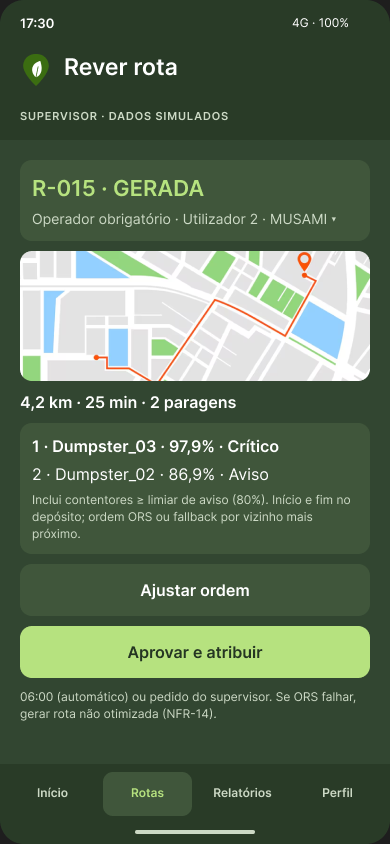 17:30
4G · 100%
Rever rota
SUPERVISOR · DADOS SIMULADOS
R-015 · GERADA
Operador obrigatório · Utilizador 2 · MUSAMI ▾
4,2 km · 25 min · 2 paragens
1 · Dumpster_03 · 97,9% · Crítico
2 · Dumpster_02 · 86,9% · Aviso
Inclui contentores ≥ limiar de aviso (80%). Início e fim no
depósito; ordem ORS ou fallback por vizinho mais
próximo.
Ajustar ordem
Aprovar e atribuir
06:00 (automático) ou pedido do supervisor. Se ORS falhar,
gerar rota não otimizada (NFR-14).
Início
Rotas
Relatórios
Perfil